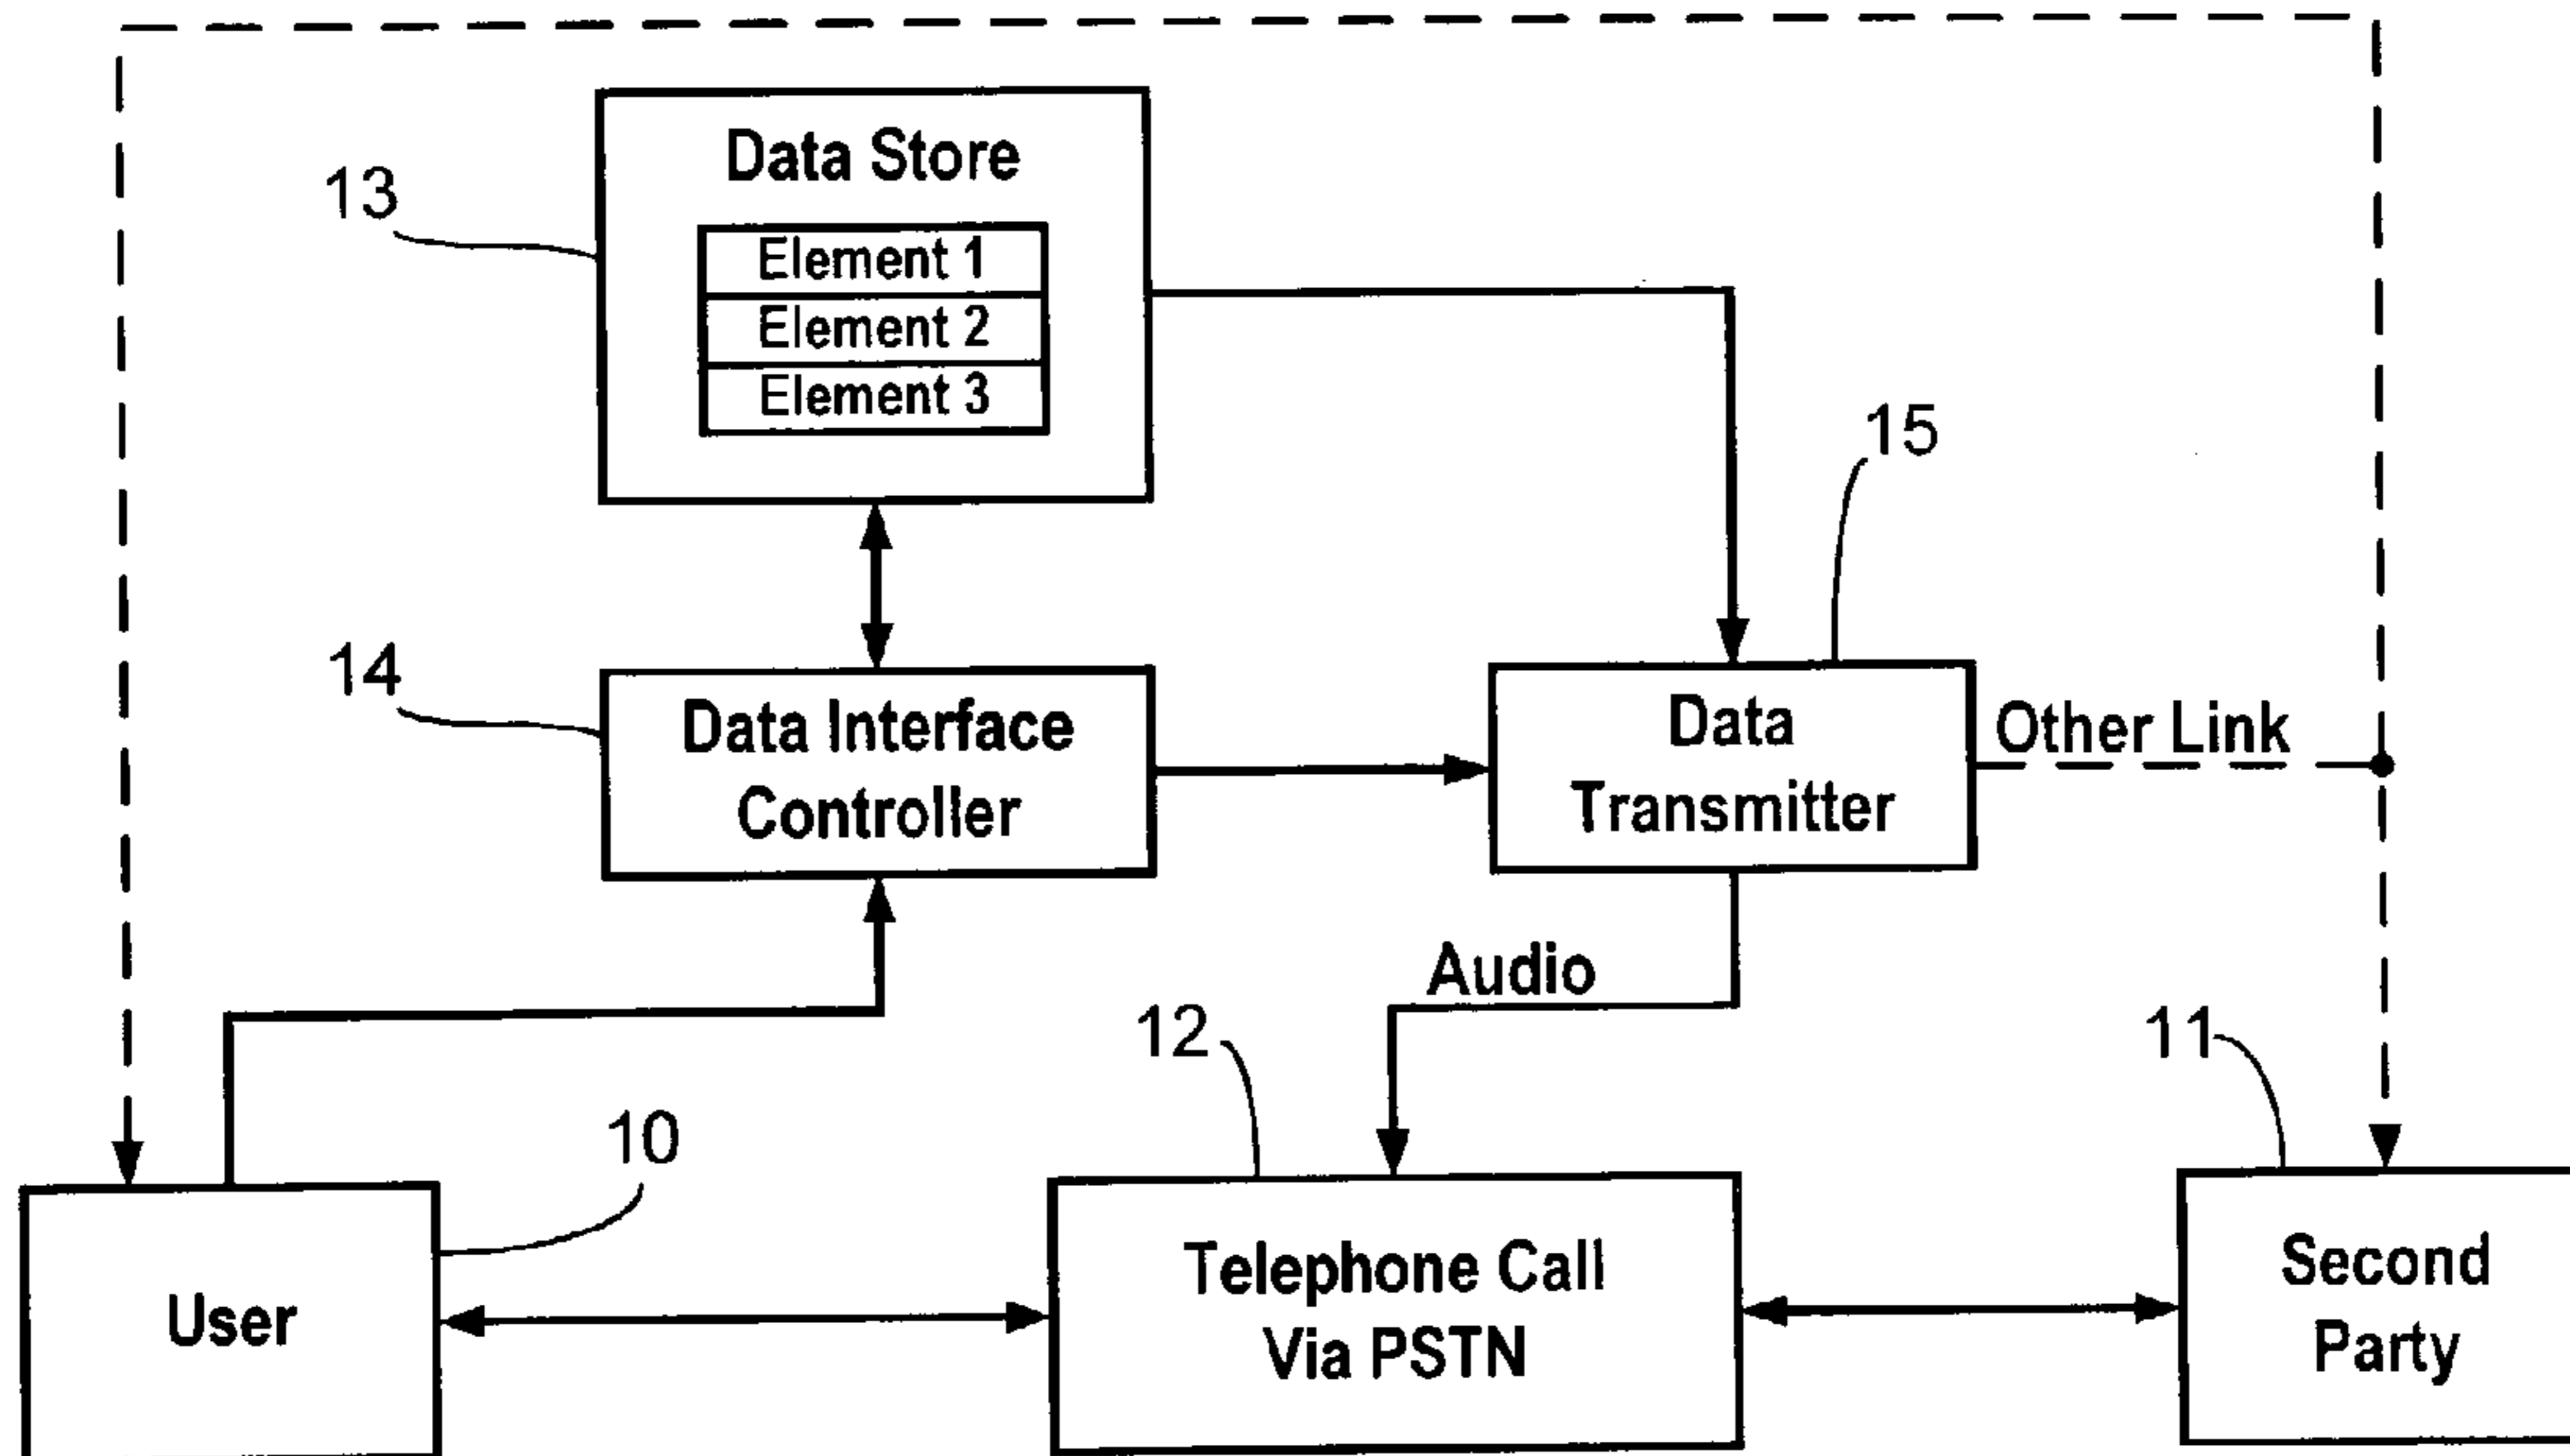 Data Store
13
Element 1
Element 2
Element 3
15
14
Data Interface
Controller
Data
Transmitter
Other Link
Audio
12
11
10
User
Telephone Call
Via PSTN
Second
Party